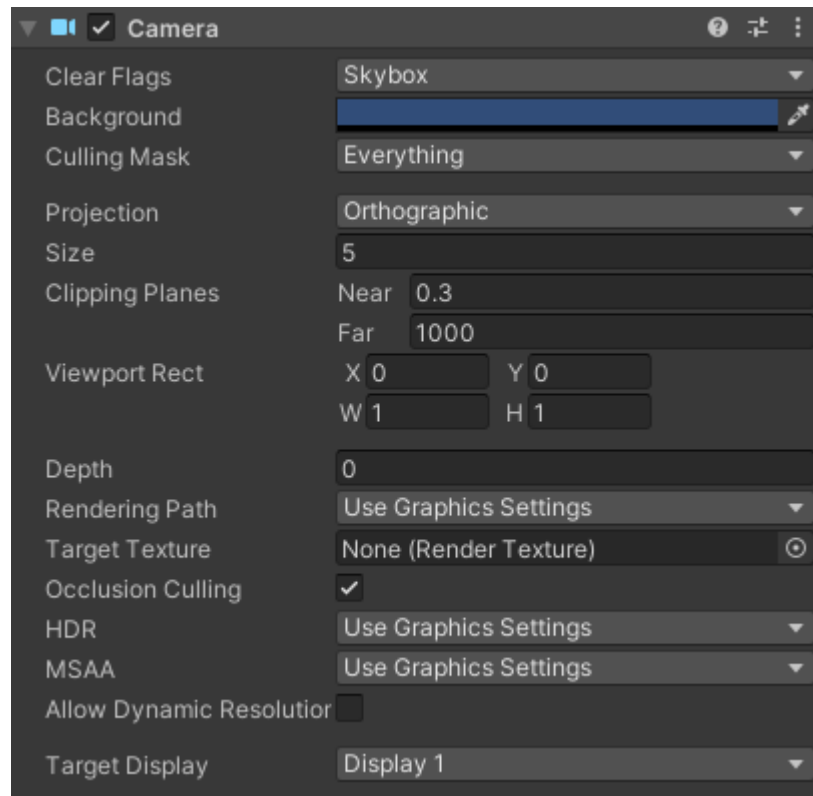 Camera
Clear Flags Skybox
Background
Culling Mask Everything
Projection Orthographic
Size 5
Clipping Planes Near 0.3
Far 1000
Viewport Rect X 0 Y 0
W 1 H 1
Depth 0
Rendering Path Use Graphics Settings
Target Texture None (Render Texture)
Occlusion Culling
HDR Use Graphics Settings
MSAA Use Graphics Settings
Allow Dynamic Resolutior
Target Display Display 1